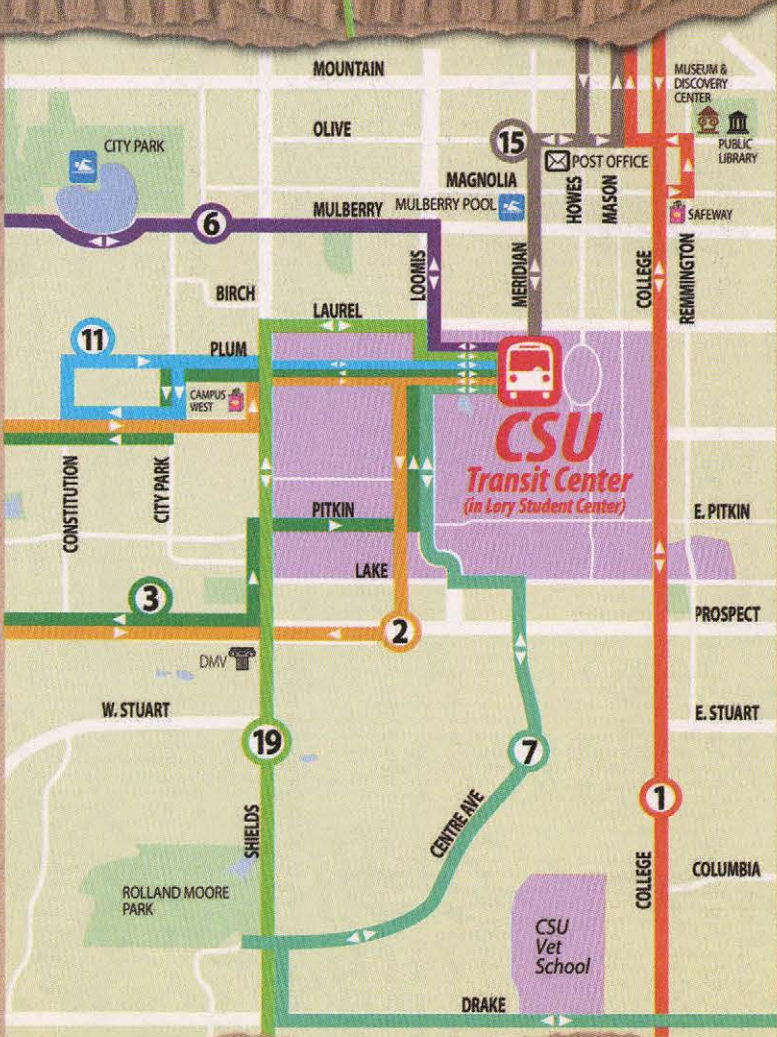 MOUNTAIN
MUSEUM &
DISCOVERY
CENTER
OLIVE
15
CITY PARK
POST OFFICE
PUBLIC
LIBRARY
MAGNOLIA
MULBERRY
MULBERRY POOL
HOWES
MASON
SAFEWAY
6
BIRCH
LOOMIS
MERIDIAN
COLLEGE
REMMINGTON
LAUREL
11
PLUM
CAMPUS
WEST
CSU
Transit Center
(in Lory Student Center)
CONSTITUTION
CITY PARK
PITKIN
E. PITKIN
LAKE
3
2
PROSPECT
DMV
W. STUART
E. STUART
19
7
1
SHIELDS
CENTRE AVE
COLLEGE
COLUMBIA
ROLLAND MOORE
PARK
CSU
Vet
School
DRAKE